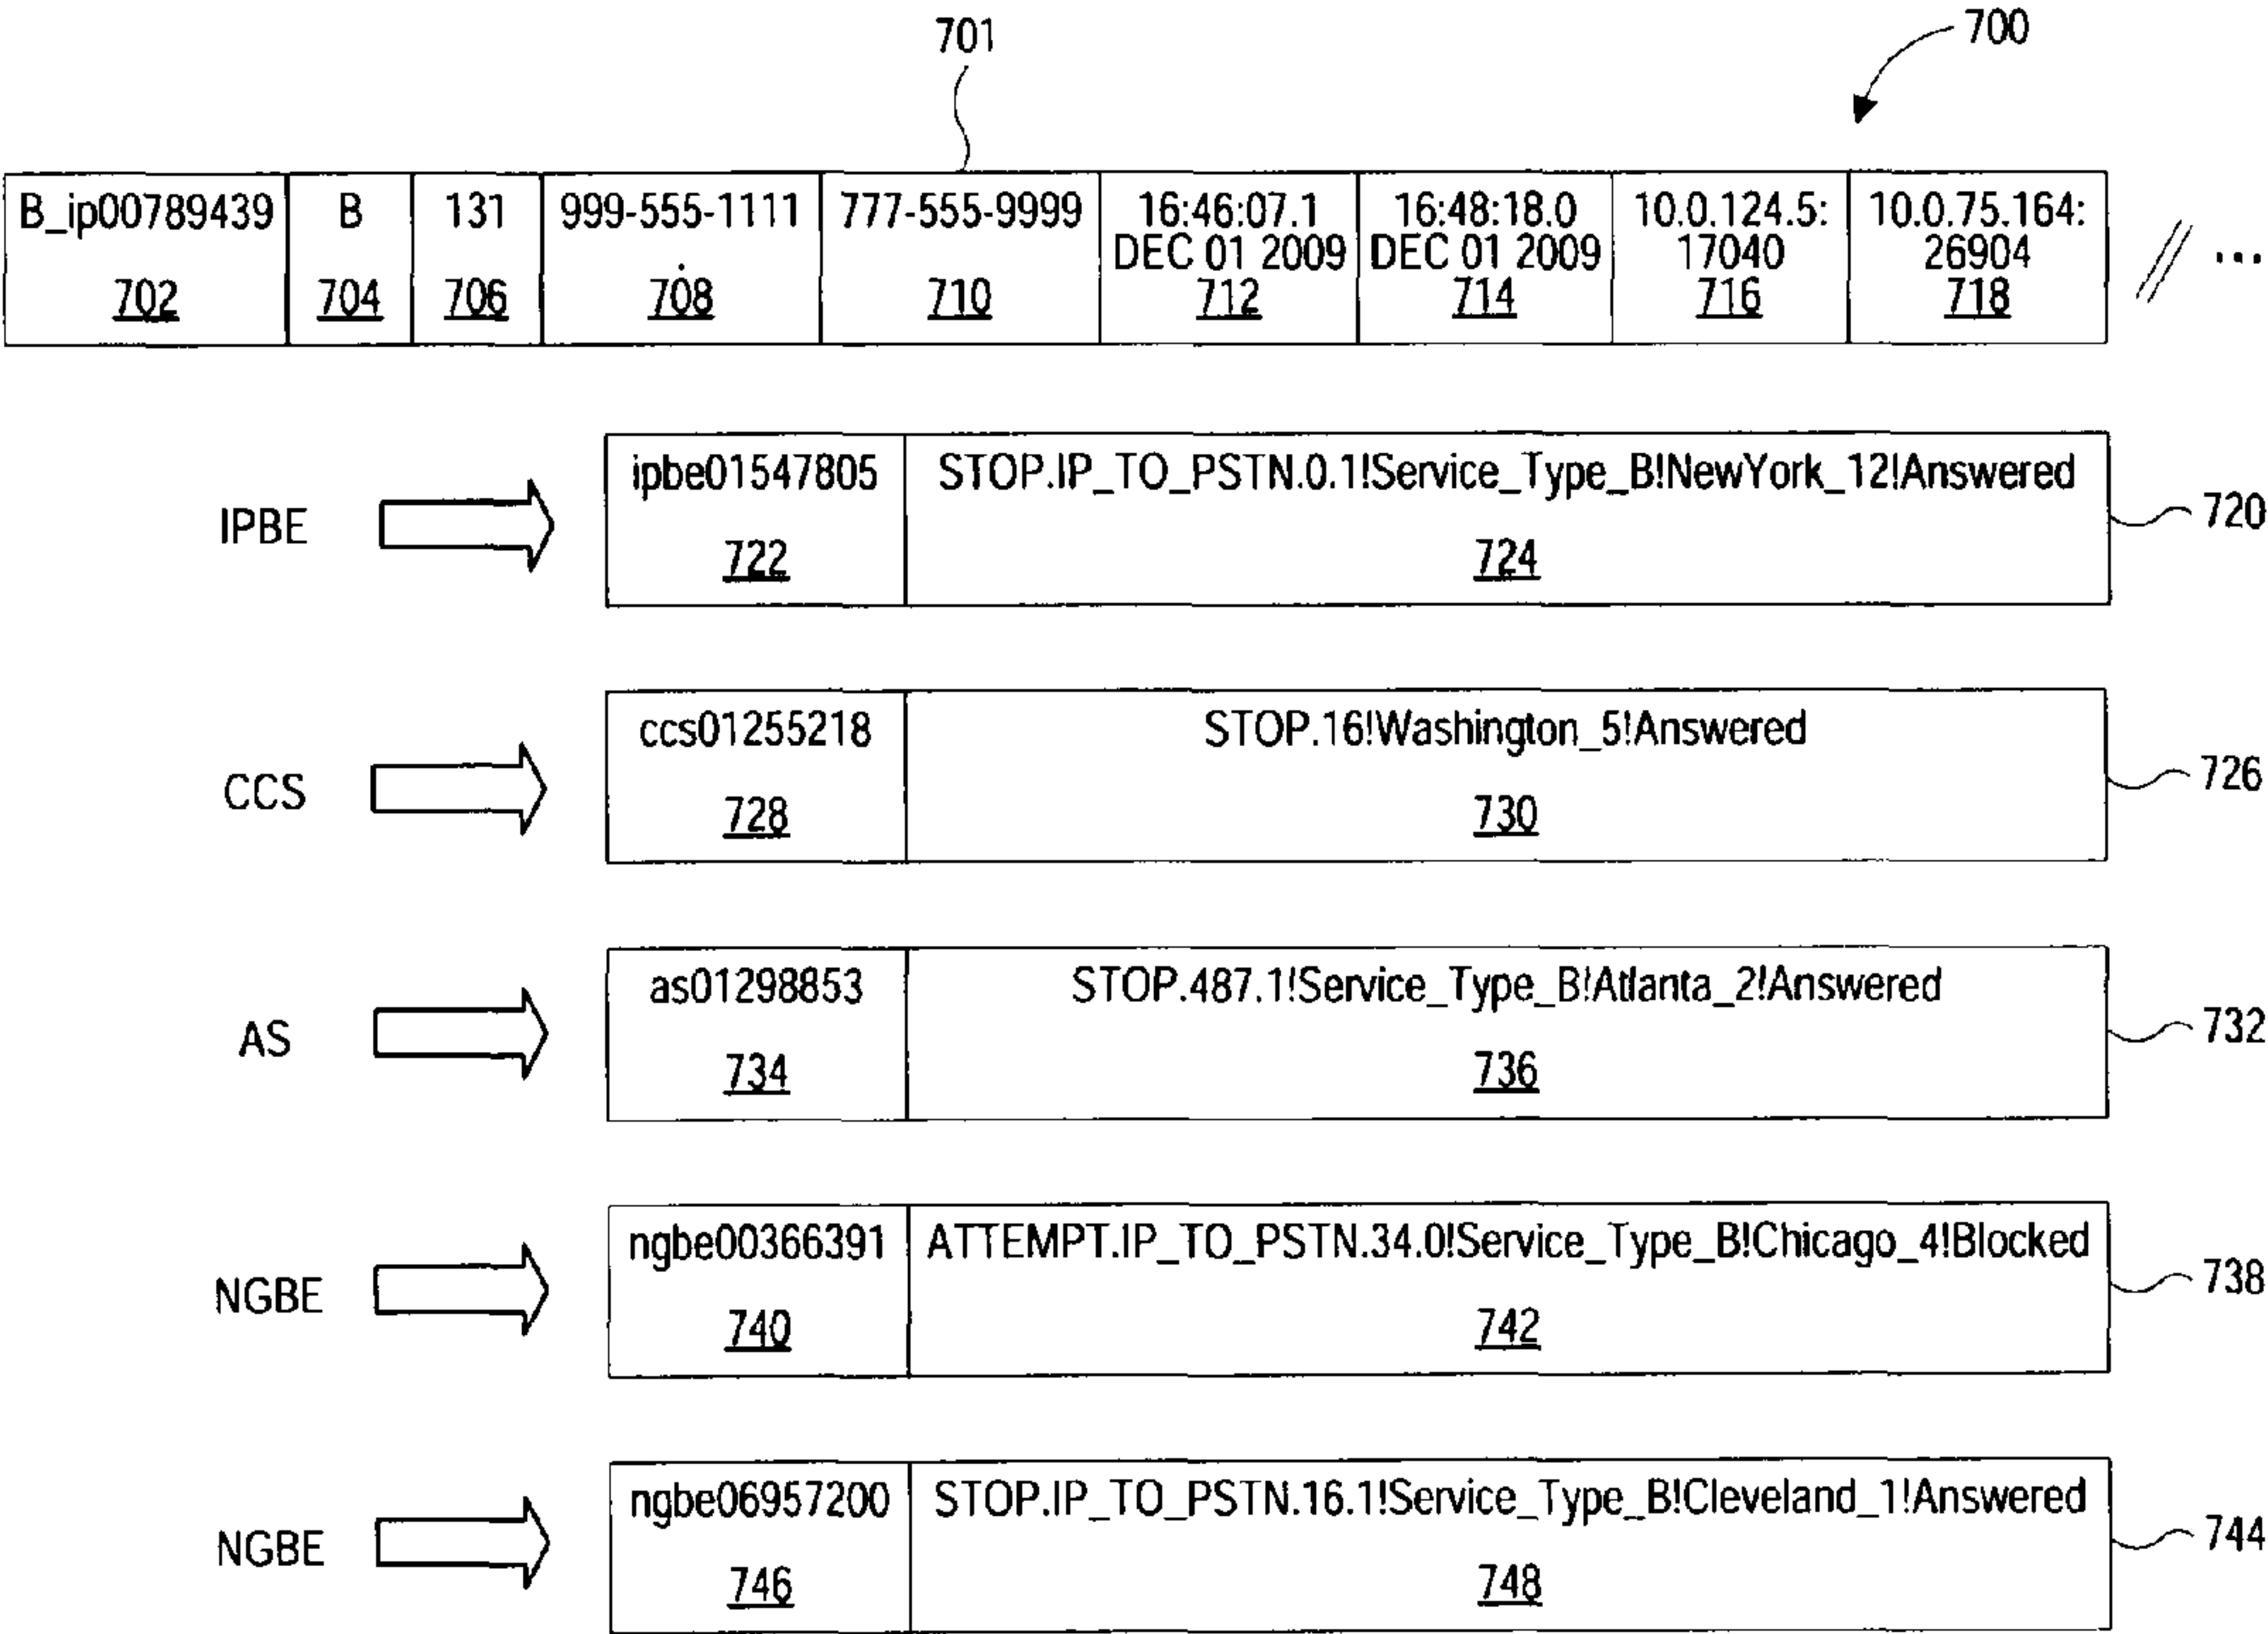 701
700
B_ip00789439 B 131 999-555-1111 777-555-9999 16:46:07.1 16:48:18.0 10.0.124.5: 10.0.75.164:
DEC 01 2009 DEC 01 2009 17040 26904
702 704 706 708 710 712 714 716 718 ...
ipbe01547805 STOP.IP_TO_PSTN.0.1!Service_Type_B!NewYork_12!Answered
IPBE 720
722 724
ccs01255218 STOP.16!Washington_5!Answered
CCS 726
728 730
as01298853 STOP.487.1!Service_Type_B!Atlanta_2!Answered
AS 732
734 736
ngbe00366391 ATTEMPT.IP_TO_PSTN.34.0!Service_Type_B!Chicago_4!Blocked
NGBE 738
740 742
ngbe06957200 STOP.IP_TO_PSTN.16.1!Service_Type_B!Cleveland_1!Answered
NGBE 744
746 748